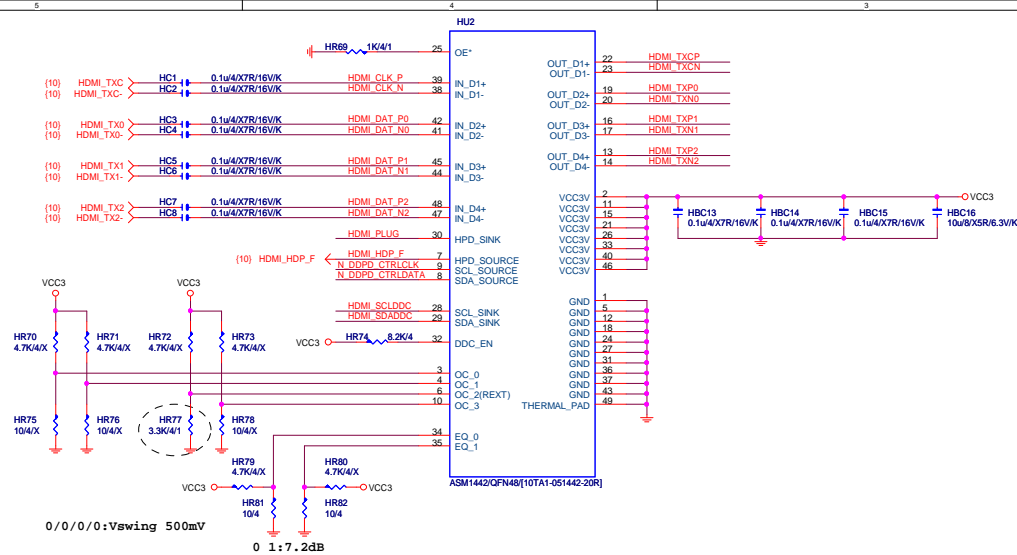 5
4
3
HU2
HR69 1K/4/1 25 OE*
{10} HDMI_TXC HC1 0.1u/4/X7R/16V/K HDMI_CLK_P 39 IN_D1+
{10} HDMI_TXC- HC2 0.1u/4/X7R/16V/K HDMI_CLK_N 38 IN_D1-
{10} HDMI_TX0 HC3 0.1u/4/X7R/16V/K HDMI_DAT_P0 42 IN_D2+
{10} HDMI_TX0- HC4 0.1u/4/X7R/16V/K HDMI_DAT_N0 41 IN_D2-
{10} HDMI_TX1 HC5 0.1u/4/X7R/16V/K HDMI_DAT_P1 45 IN_D3+
{10} HDMI_TX1- HC6 0.1u/4/X7R/16V/K HDMI_DAT_N1 44 IN_D3-
{10} HDMI_TX2 HC7 0.1u/4/X7R/16V/K HDMI_DAT_P2 48 IN_D4+
{10} HDMI_TX2- HC8 0.1u/4/X7R/16V/K HDMI_DAT_N2 47 IN_D4-
HDMI_PLUG 30 HPD_SINK
{10} HDMI_HDP_F HDMI_HDP_F 7 HPD_SOURCE
N_DDPD_CTRLCLK 9 SCL_SOURCE
N_DDPD_CTRLDATA 8 SDA_SOURCE
HDMI_SCLDDC 28 SCL_SINK
HDMI_SDADDC 29 SDA_SINK
VCC3 HR74 8.2K/4 32 DDC_EN
3 OC_0
4 OC_1
6 OC_2(REXT)
10 OC_3
34 EQ_0
35 EQ_1
OUT_D1+ 22 HDMI_TXCP
OUT_D1- 23 HDMI_TXCN
OUT_D2+ 19 HDMI_TXP0
OUT_D2- 20 HDMI_TXN0
OUT_D3+ 16 HDMI_TXP1
OUT_D3- 17 HDMI_TXN1
OUT_D4+ 13 HDMI_TXP2
OUT_D4- 14 HDMI_TXN2
VCC3V 2
VCC3V 11
VCC3V 15
VCC3V 21
VCC3V 26
VCC3V 33
VCC3V 40
VCC3V 46
VCC3
HBC13
0.1u/4/X7R/16V/K
HBC14
0.1u/4/X7R/16V/K
HBC15
0.1u/4/X7R/16V/K
HBC16
10u/8/X5R/6.3V/K
GND 1
GND 5
GND 12
GND 18
GND 24
GND 27
GND 31
GND 36
GND 37
GND 43
THERMAL_PAD 49
VCC3
VCC3
HR70
4.7K/4/X
HR71
4.7K/4/X
HR72
4.7K/4/X
HR73
4.7K/4/X
HR75
10/4/X
HR76
10/4/X
HR77
3.3K/4/1
HR78
10/4/X
HR79
4.7K/4/X
HR80
4.7K/4/X
VCC3
VCC3
HR81
10/4
HR82
10/4
ASM1442/QFN48/[10TA1-051442-20R]
0/0/0/0:Vswing 500mV
0 1:7.2dB